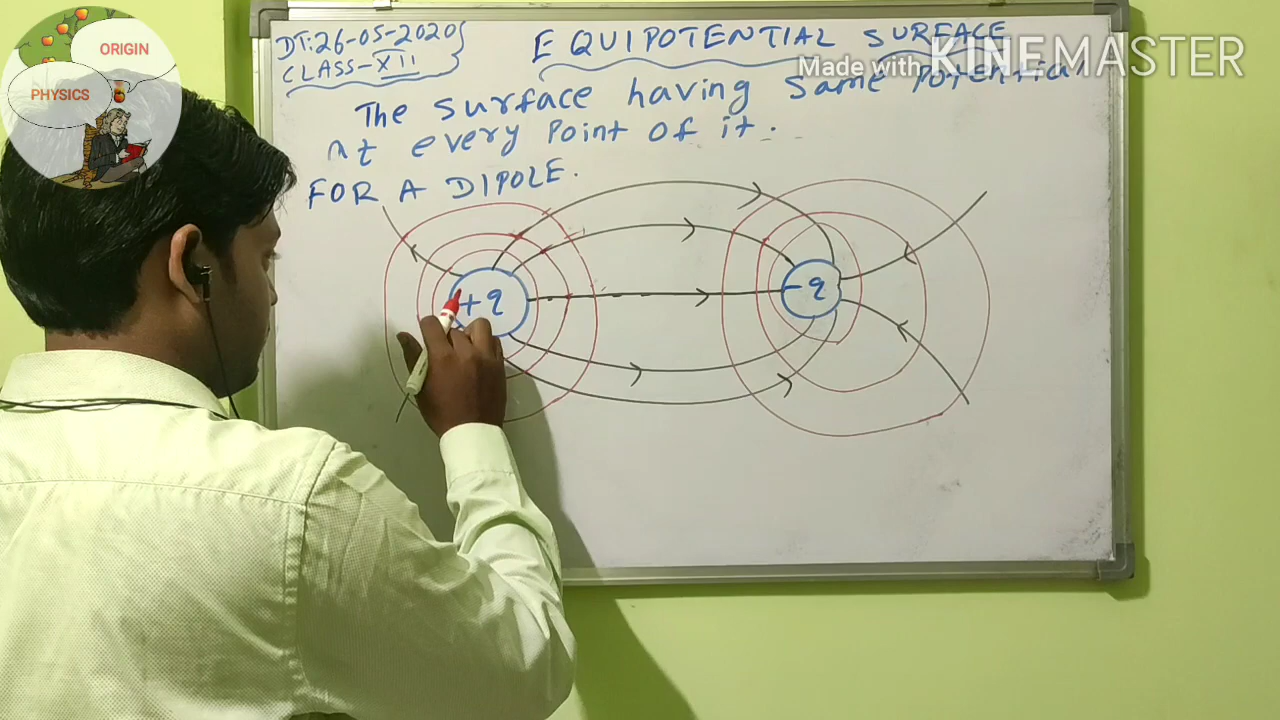 ORIGIN
PHYSICS
DT:26-05-2020
CLASS-XII
EQUIPOTENTIAL SURFACE
Made with KINEMASTER
The surface having same potential
at every point of it.
FOR A DIPOLE.
+q
-q